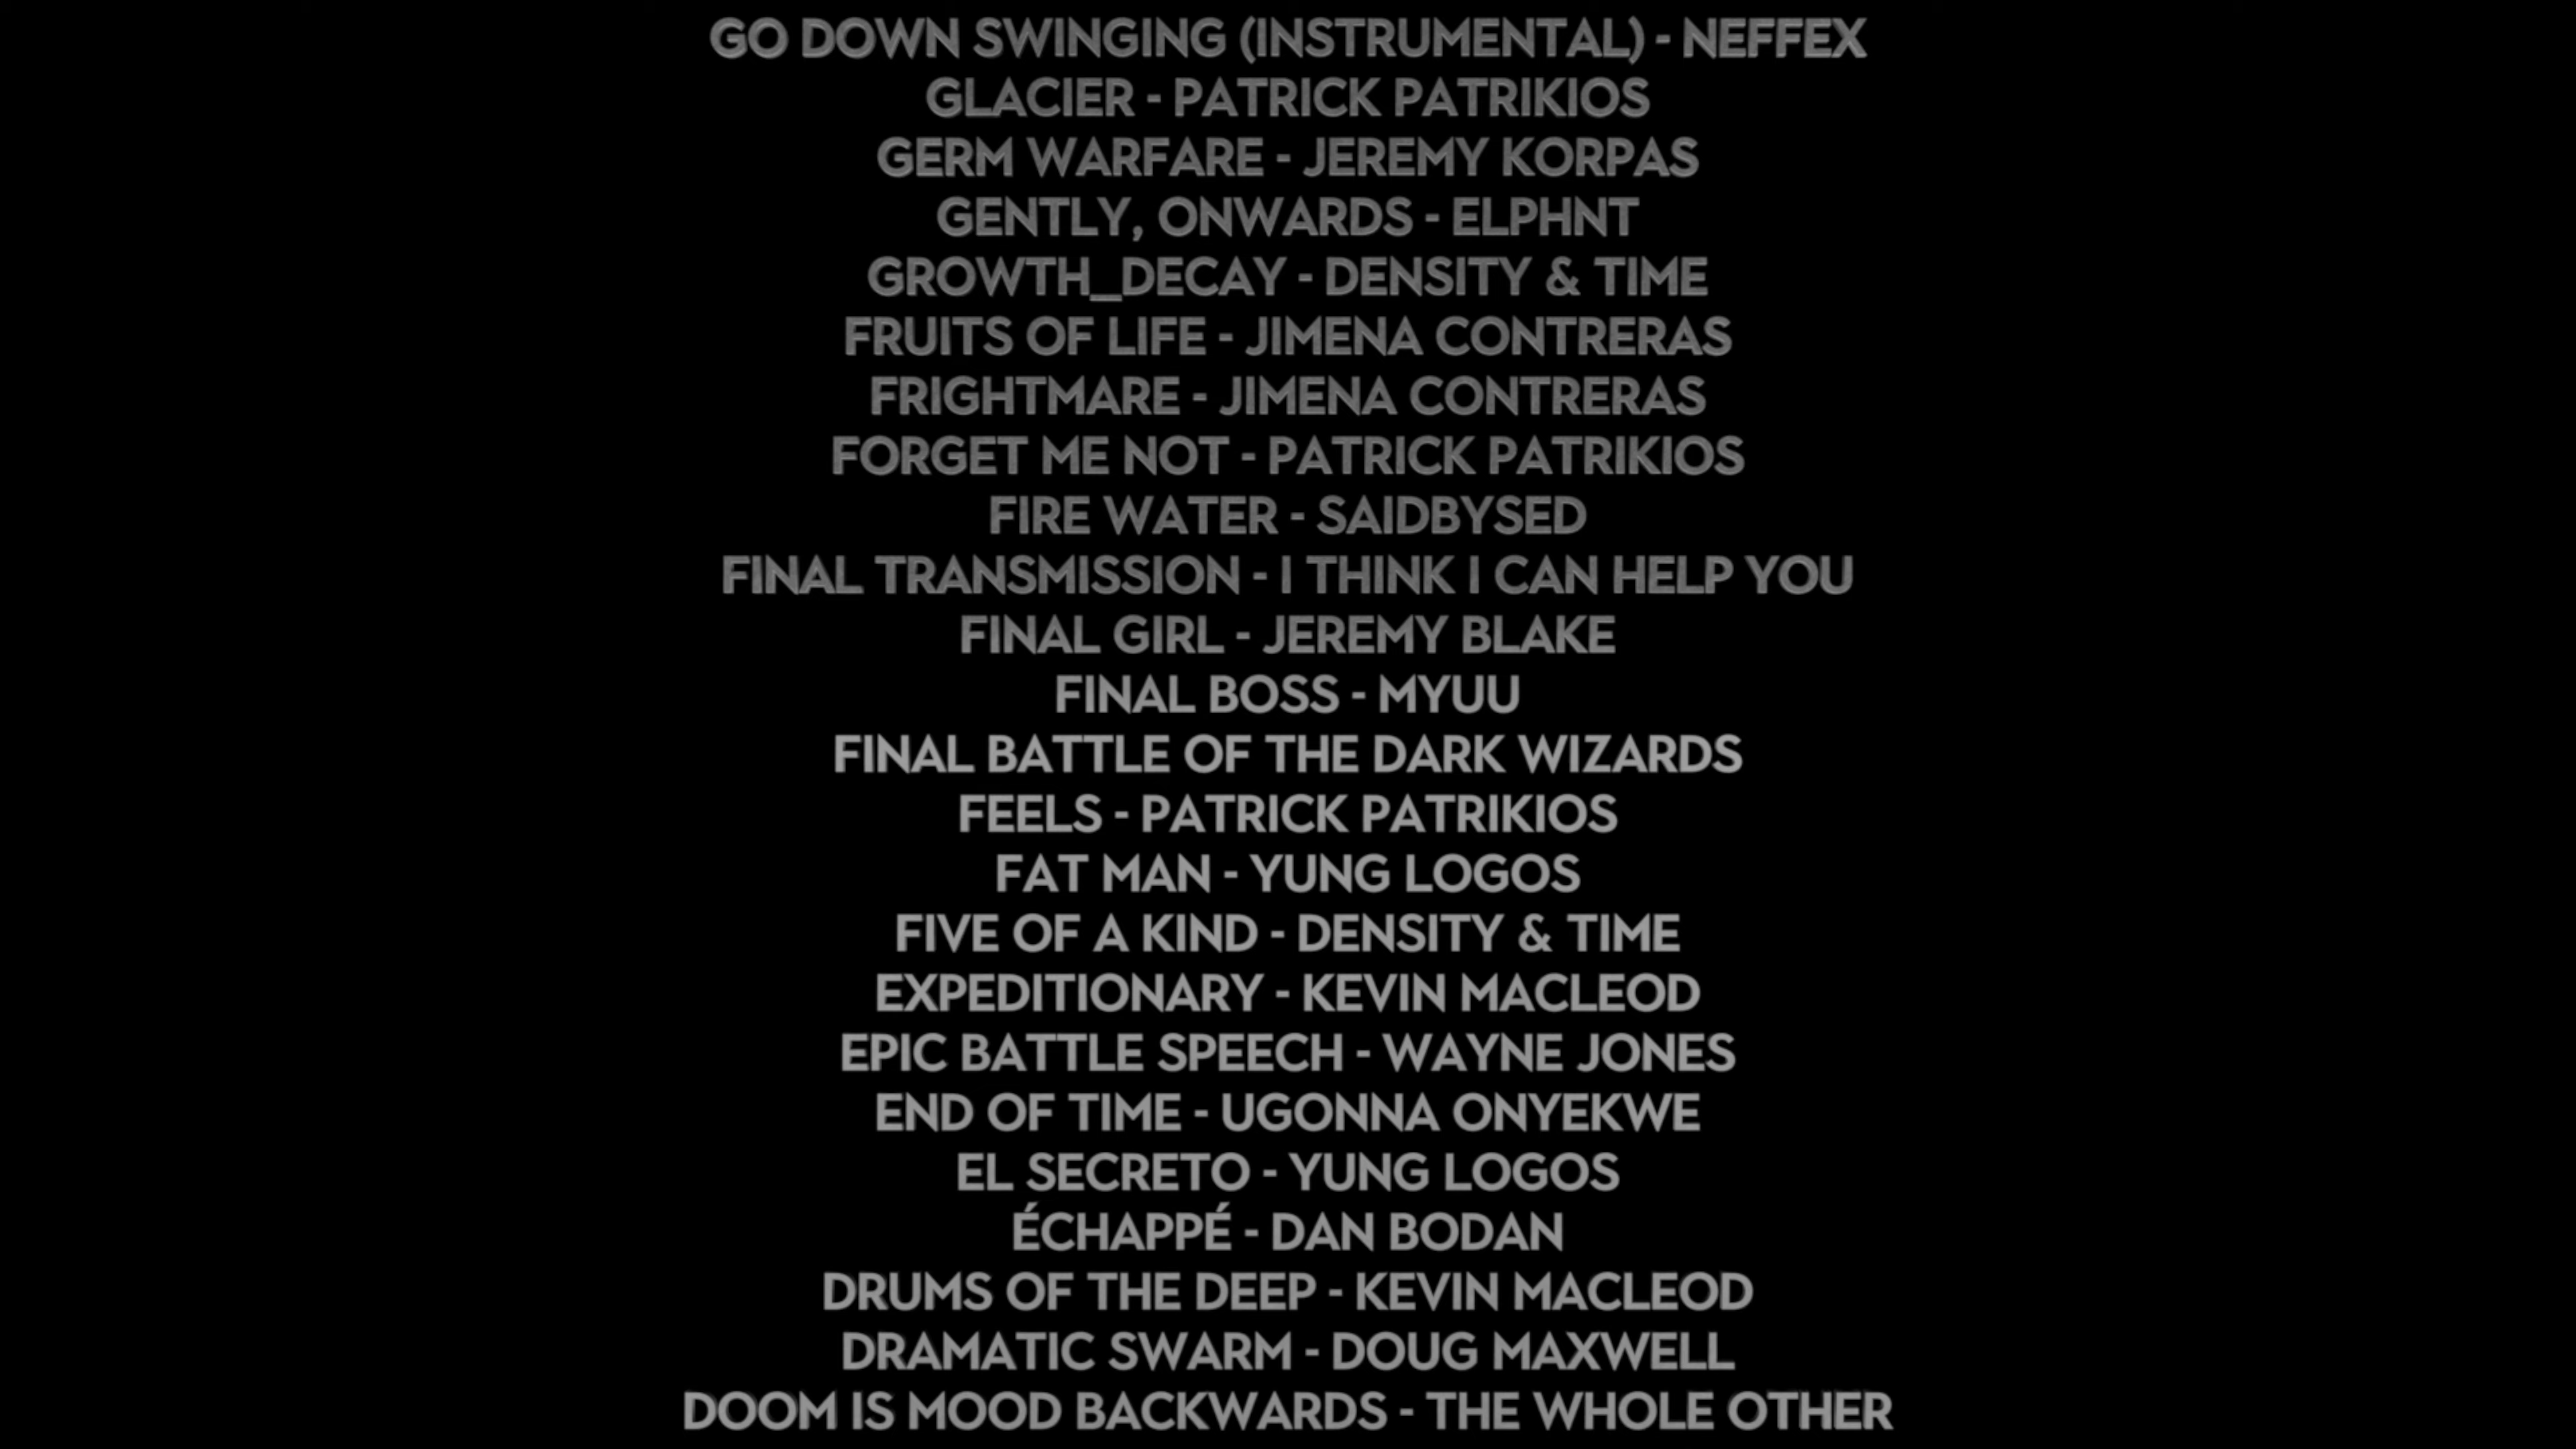 GO DOWN SWINGING (INSTRUMENTAL) - NEFFEX
GLACIER - PATRICK PATRIKIOS
GERM WARFARE - JEREMY KORPAS
GENTLY, ONWARDS - ELPHNT
GROWTH_DECAY - DENSITY & TIME
FRUITS OF LIFE - JIMENA CONTRERAS
FRIGHTMARE - JIMENA CONTRERAS
FORGET ME NOT - PATRICK PATRIKIOS
FIRE WATER - SAIDBYSED
FINAL TRANSMISSION - I THINK I CAN HELP YOU
FINAL GIRL - JEREMY BLAKE
FINAL BOSS - MYUU
FINAL BATTLE OF THE DARK WIZARDS
FEELS - PATRICK PATRIKIOS
FAT MAN - YUNG LOGOS
FIVE OF A KIND - DENSITY & TIME
EXPEDITIONARY - KEVIN MACLEOD
EPIC BATTLE SPEECH - WAYNE JONES
END OF TIME - UGONNA ONYEKWE
EL SECRETO - YUNG LOGOS
ÉCHAPPÉ - DAN BODAN
DRUMS OF THE DEEP - KEVIN MACLEOD
DRAMATIC SWARM - DOUG MAXWELL
DOOM IS MOOD BACKWARDS - THE WHOLE OTHER